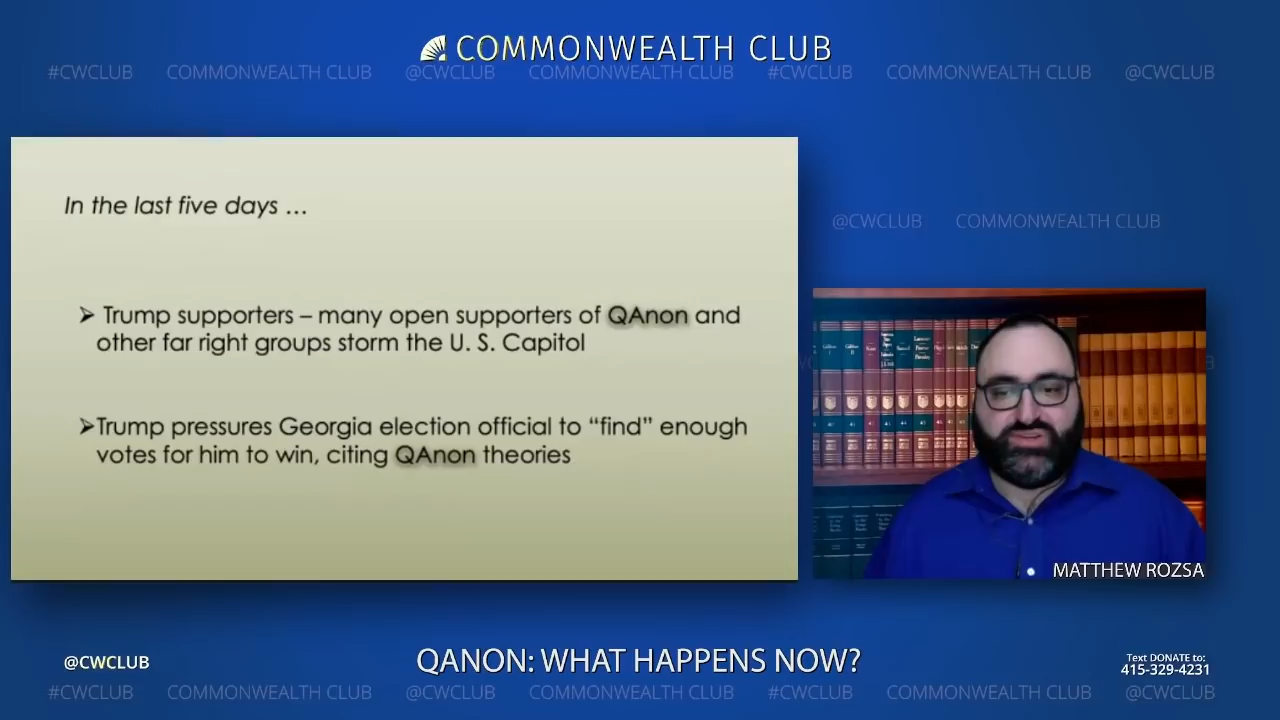 COMMONWEALTH CLUB
#CWCLUB COMMONWEALTH CLUB @CWCLUB COMMONWEALTH CLUB #CWCLUB COMMONWEALTH CLUB @CWCLUB
In the last five days …
➢ Trump supporters – many open supporters of QAnon and
other far right groups storm the U. S. Capitol
➢Trump pressures Georgia election official to “find” enough
votes for him to win, citing QAnon theories
@CWCLUB COMMONWEALTH CLUB
MATTHEW ROZSA
@CWCLUB
QANON: WHAT HAPPENS NOW?
Text DONATE to:
415-329-4231
#CWCLUB COMMONWEALTH CLUB @CWCLUB COMMONWEALTH CLUB #CWCLUB COMMONWEALTH CLUB @CWCLUB